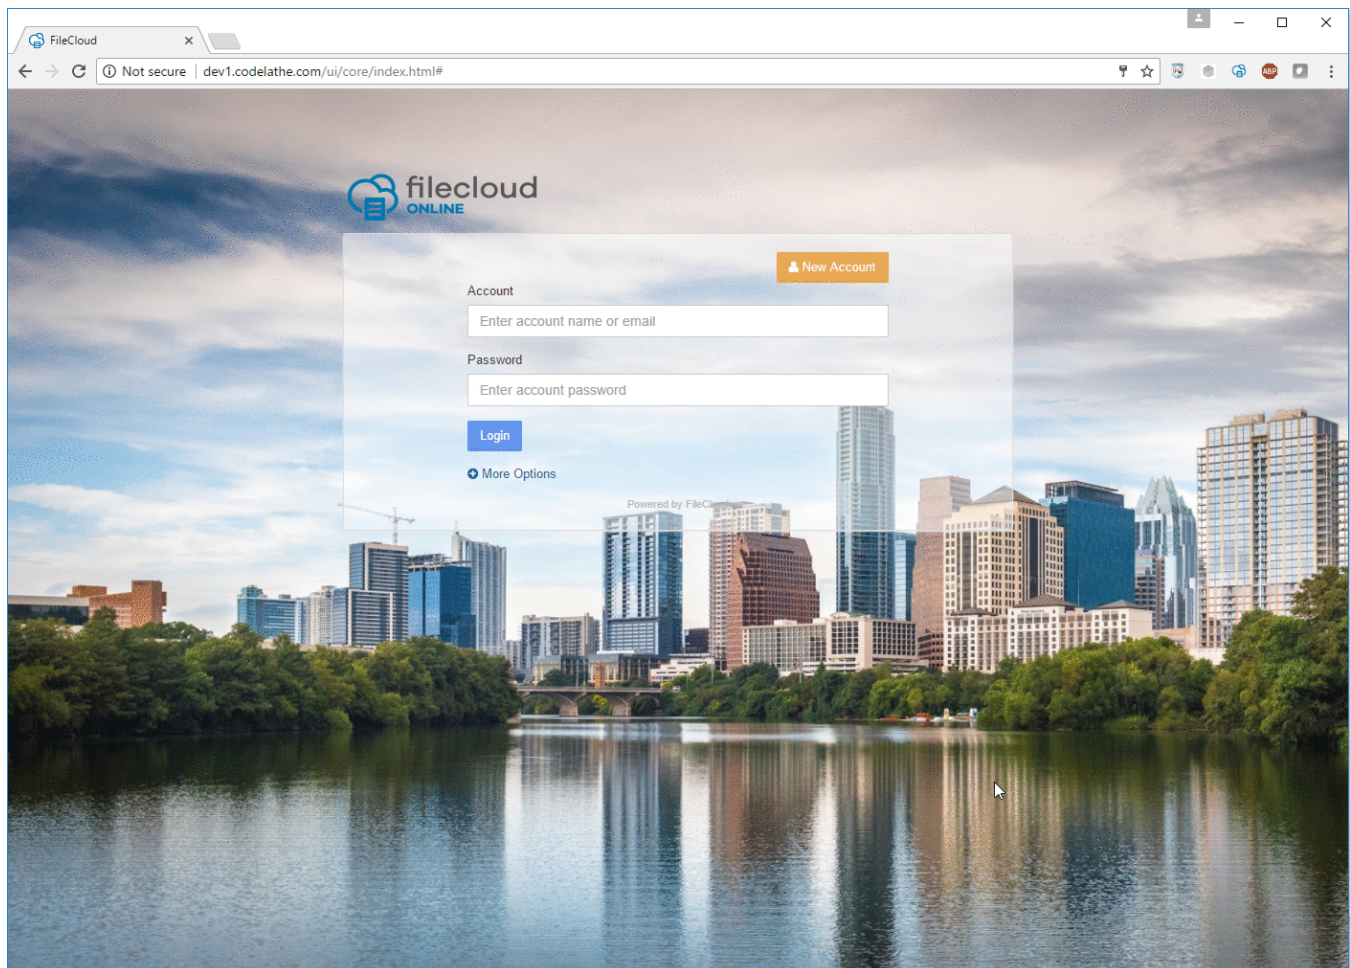 FileCloud
Not secure
dev1.codelathe.com/ui/core/index.html#
ABP
filecloud
ONLINE
New Account
Account
Enter account name or email
Password
Enter account password
Login
More Options
Powered by